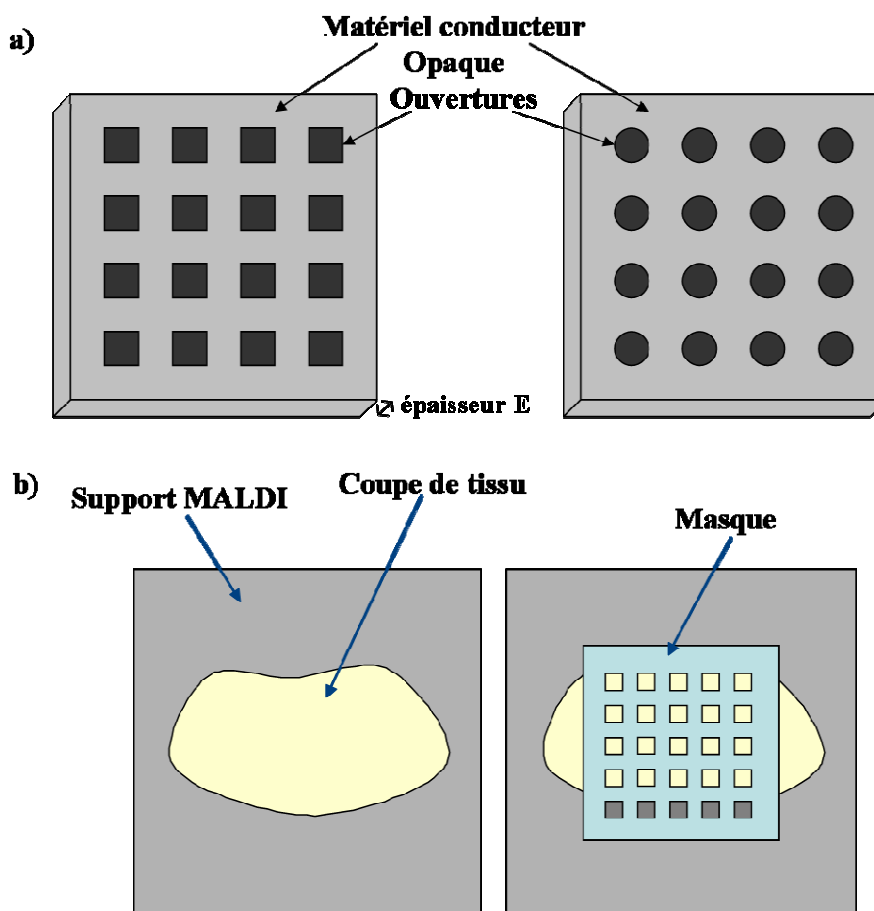 a)
Matériel conducteur
Opaque
Ouvertures
épaisseur E
b)
Support MALDI
Coupe de tissu
Masque